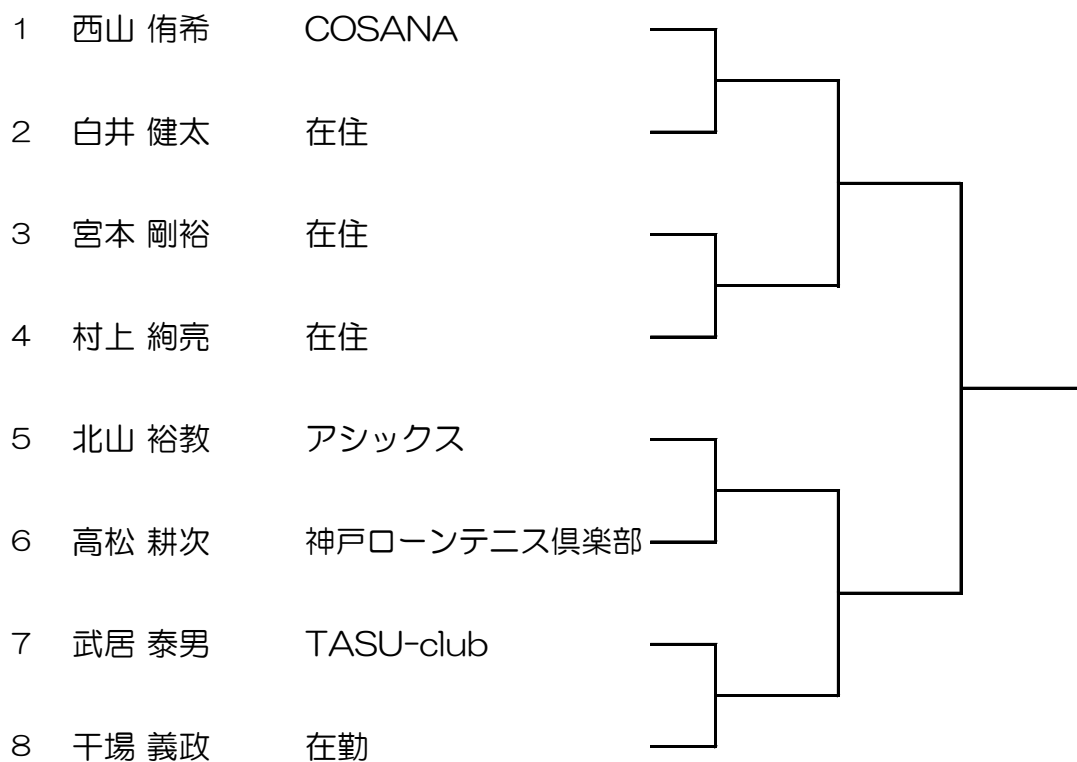 1 西山 侑希 COSANA
2 白井 健太 在住
3 宮本 剛裕 在住
4 村上 絢亮 在住
5 北山 裕教 アシックス
6 高松 耕次 神戸ローンテニス倶楽部
7 武居 泰男 TASU-club
8 干場 義政 在勤